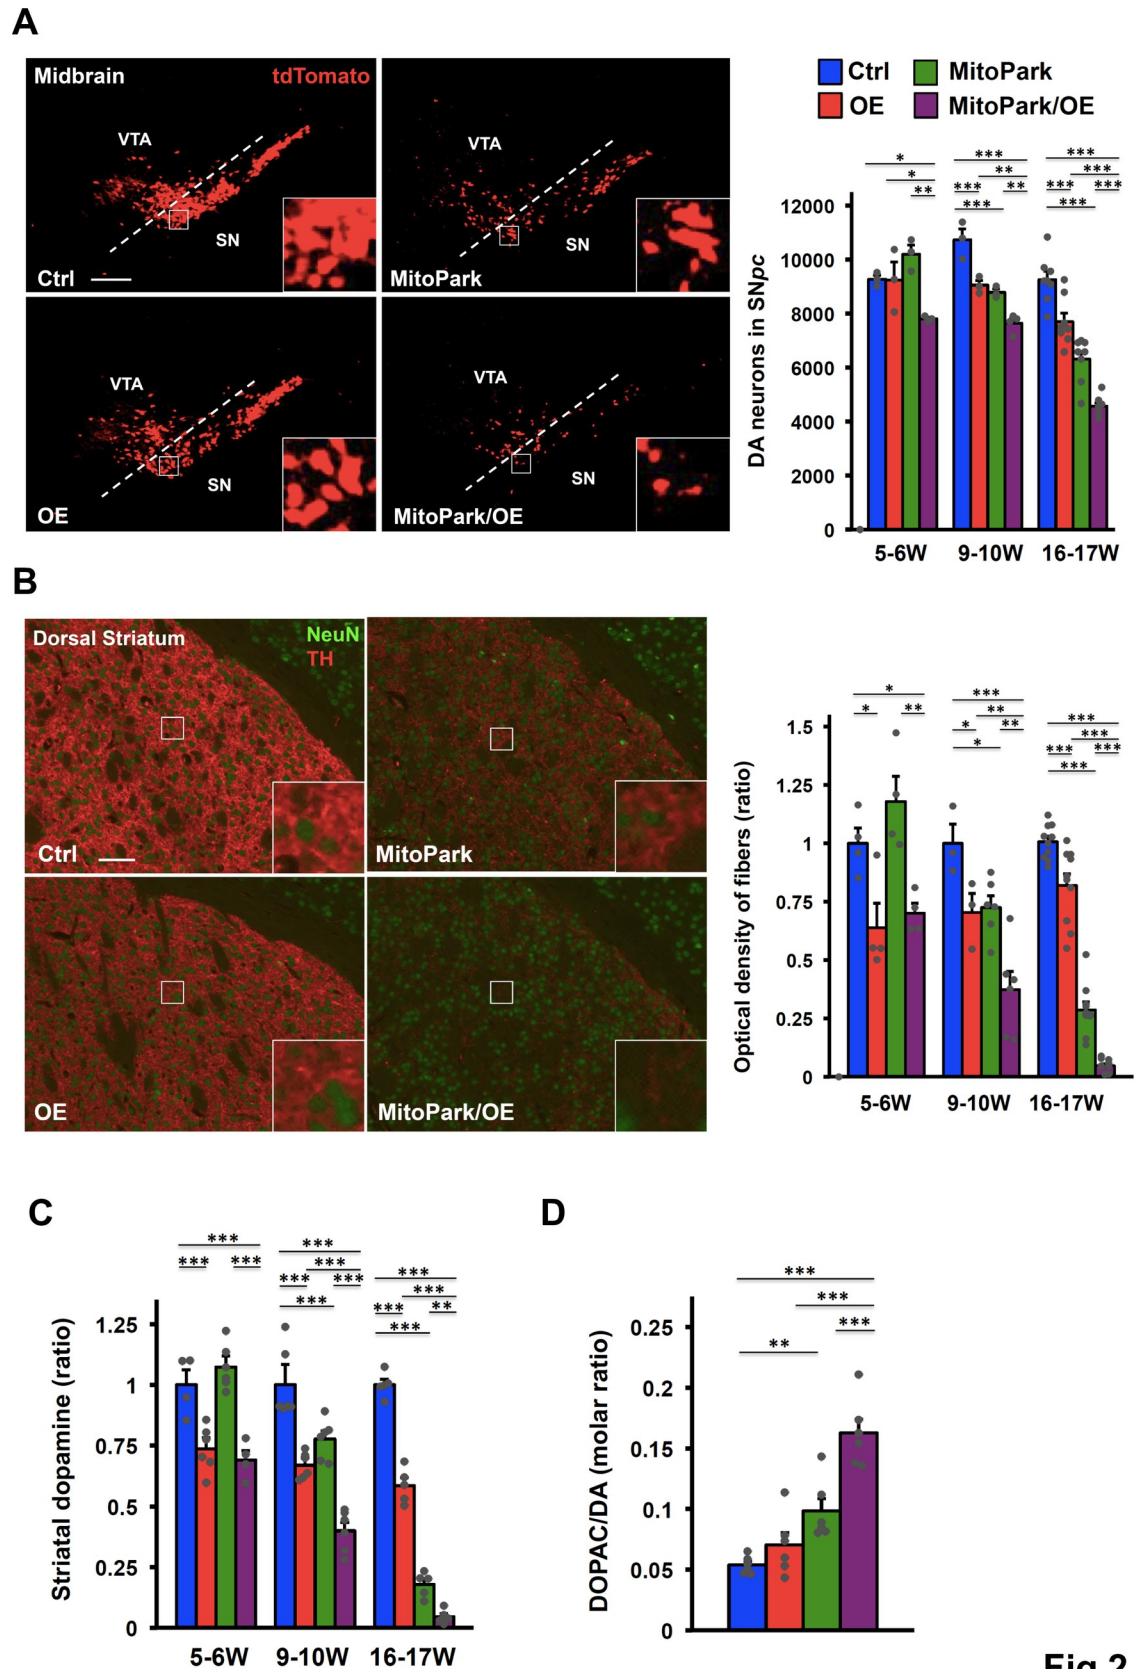 A
Midbrain tdTomato
VTA
SN
Ctrl
VTA
SN
MitoPark
VTA
SN
OE
VTA
SN
MitoPark/OE
Ctrl MitoPark
OE MitoPark/OE
DA neurons in SNpc
* *** ***
* ** ***
** *** ** *** ***
*** ***
12000
10000
8000
6000
4000
2000
0
5-6W 9-10W 16-17W
B
Dorsal Striatum NeuN
TH
Ctrl
MitoPark
OE
MitoPark/OE
Optical density of fibers (ratio)
* *** ***
* ** ** ***
* ** *** ***
* ***
1.5
1.25
1
0.75
0.5
0.25
0
5-6W 9-10W 16-17W
C
Striatal dopamine (ratio)
*** *** ***
*** *** *** ***
*** *** *** **
*** ***
1.25
1
0.75
0.5
0.25
0
5-6W 9-10W 16-17W
D
DOPAC/DA (molar ratio)
***
***
***
**
0.25
0.2
0.15
0.1
0.05
0